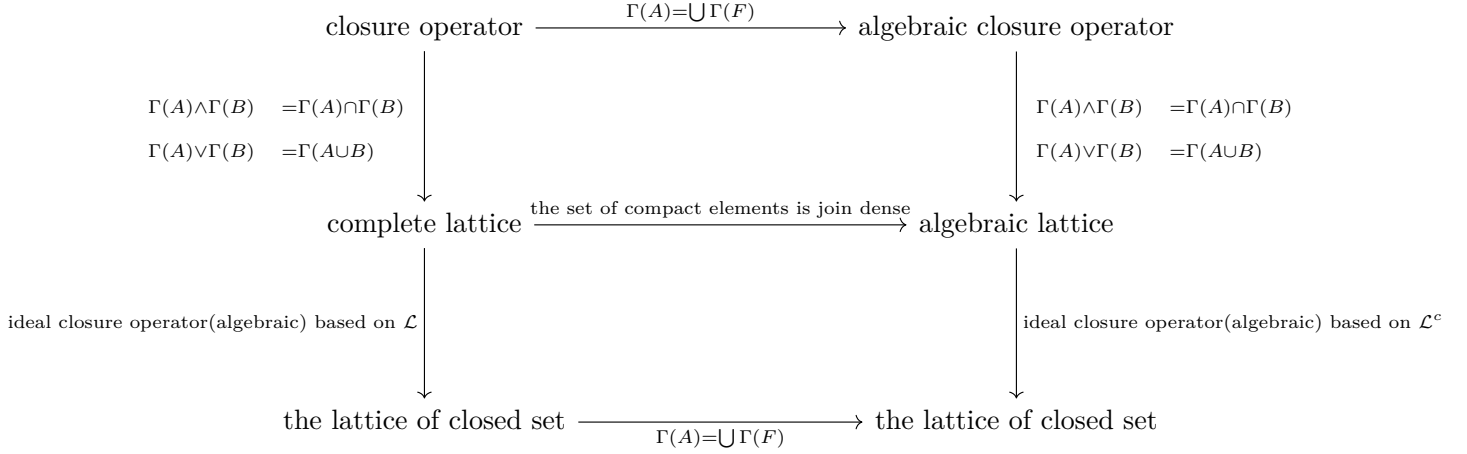 Γ(A)=⋃Γ(F)
closure operator
algebraic closure operator
Γ(A)∧Γ(B) =Γ(A)∩Γ(B)
Γ(A)∨Γ(B) =Γ(A∪B)
Γ(A)∧Γ(B) =Γ(A)∩Γ(B)
Γ(A)∨Γ(B) =Γ(A∪B)
the set of compact elements is join dense
complete lattice
algebraic lattice
ideal closure operator(algebraic) based on ℒ
ideal closure operator(algebraic) based on ℒᶜ
the lattice of closed set
the lattice of closed set
Γ(A)=⋃Γ(F)